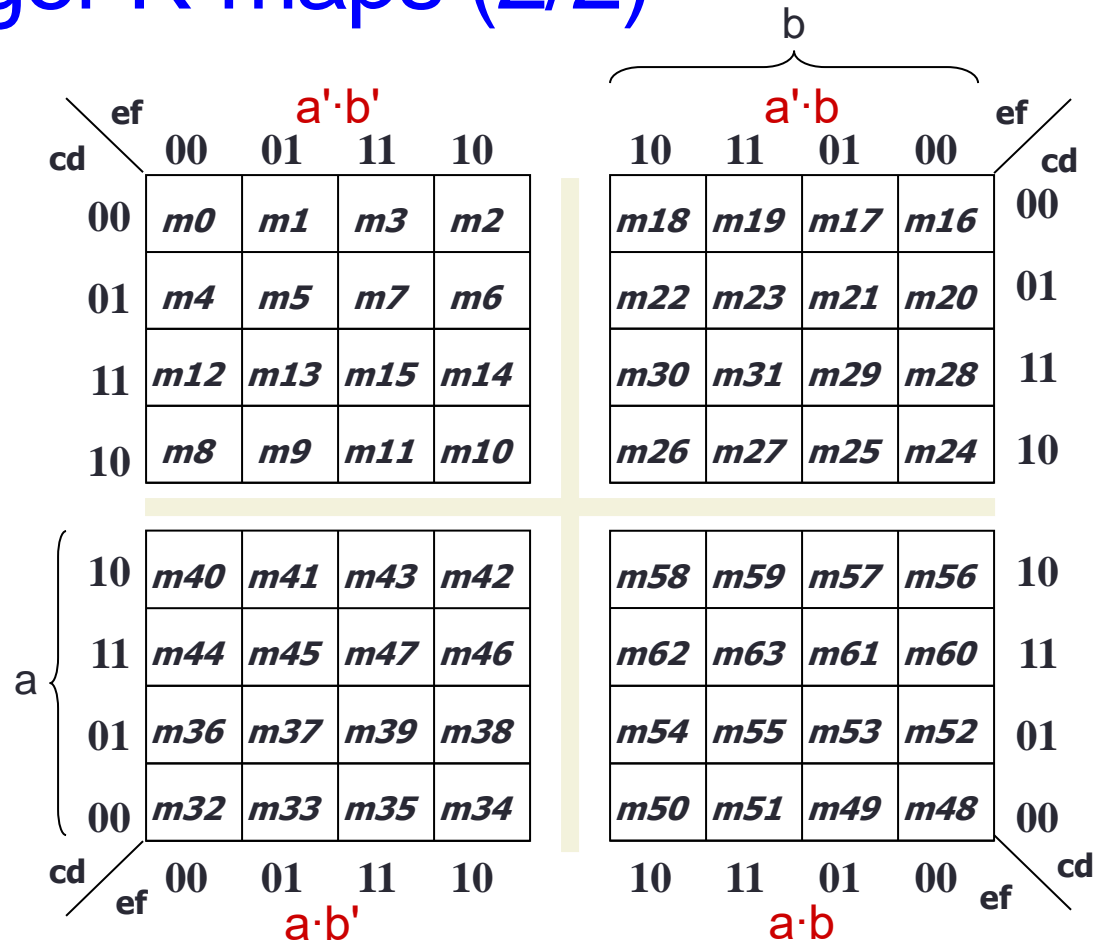 ger K-maps (2/2)
b
ef a'·b' a'·b ef
cd 00 01 11 10 10 11 01 00 cd
00 m0 m1 m3 m2 m18 m19 m17 m16 00
01 m4 m5 m7 m6 m22 m23 m21 m20 01
11 m12 m13 m15 m14 m30 m31 m29 m28 11
10 m8 m9 m11 m10 m26 m27 m25 m24 10
10 m40 m41 m43 m42 m58 m59 m57 m56 10
a 11 m44 m45 m47 m46 m62 m63 m61 m60 11
01 m36 m37 m39 m38 m54 m55 m53 m52 01
00 m32 m33 m35 m34 m50 m51 m49 m48 00
cd ef 00 01 11 10 10 11 01 00 ef cd
a·b' a·b